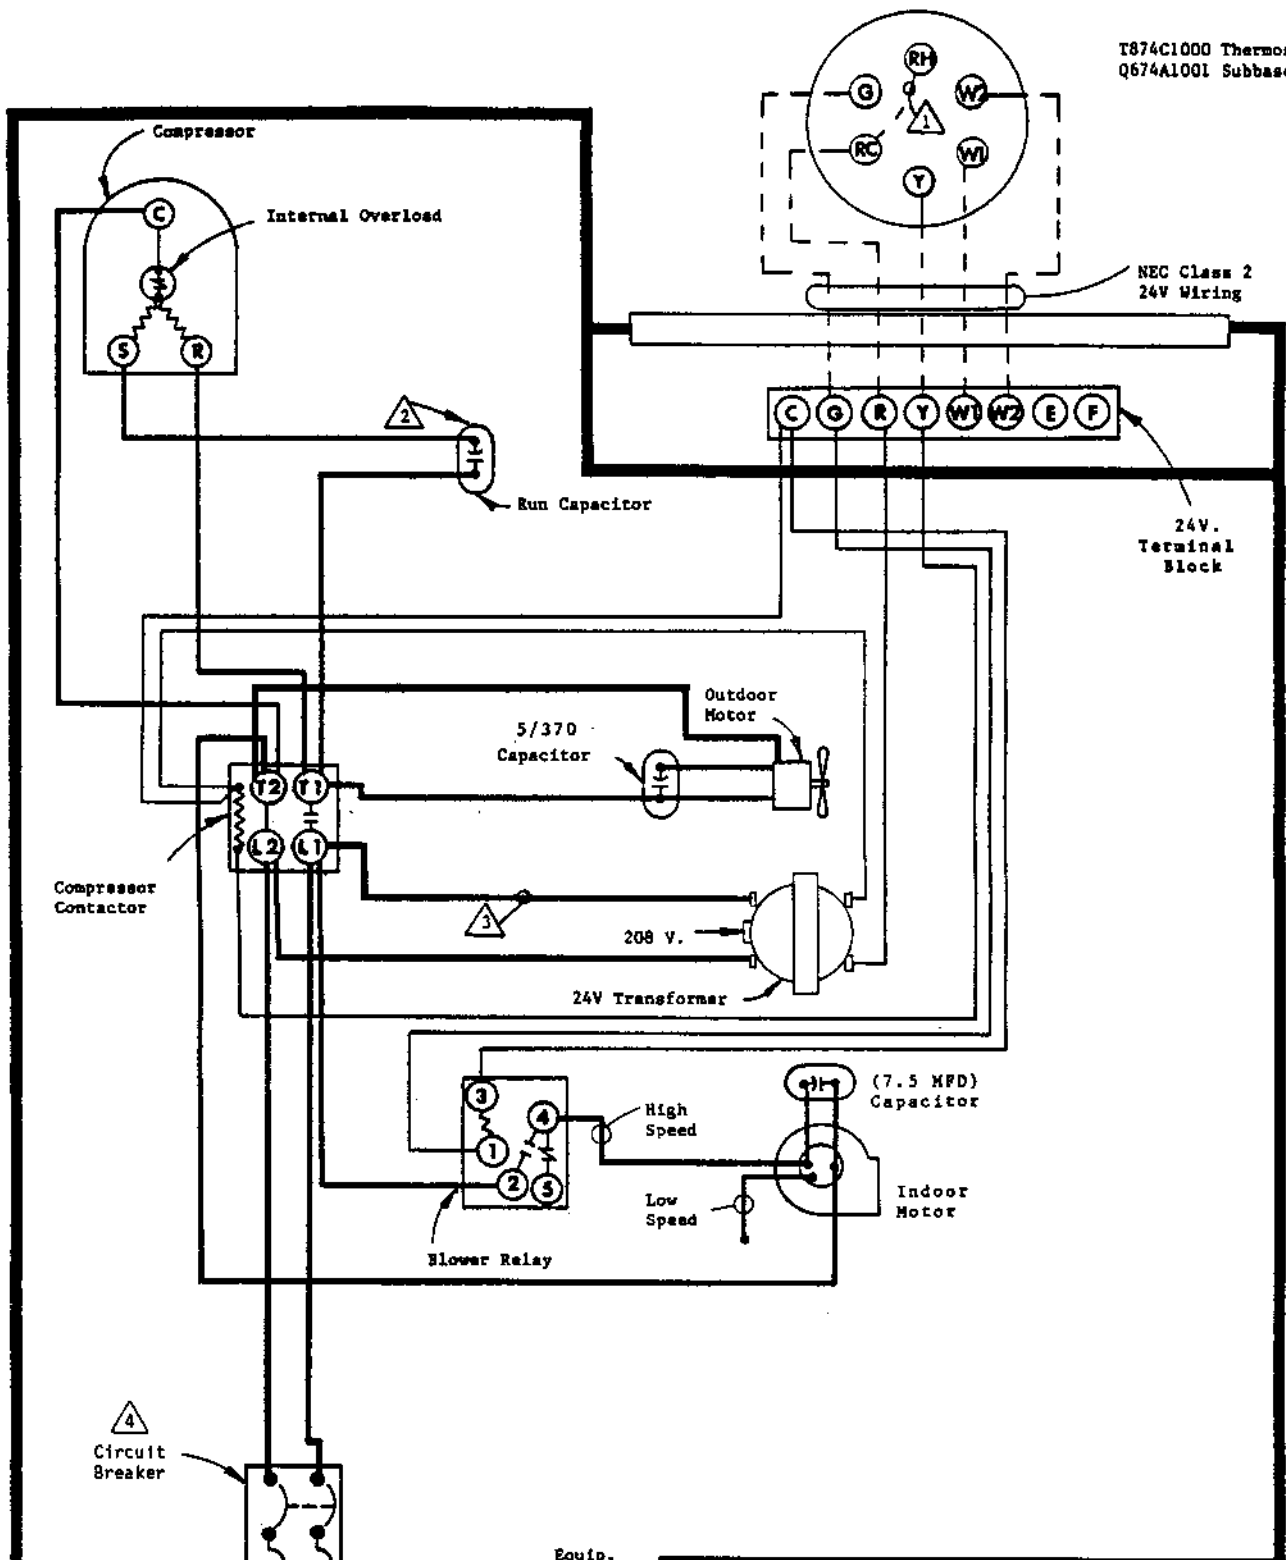 T874C1000
Q674A1001
RH
G
W2
1
RC
W1
Y
Compressor
C
Internal Overload
S
R
NEC Class 2
24V Wiring
2
C
G
R
Y
W1
W2
E
F
Run Capacitor
24V.
Terminal
Block
Outdoor
Motor
5/370
Capacitor
T2
T1
L2
L1
Compressor
Contactor
3
208 V.
24V Transformer
3
4
1
2
5
High
Speed
(7.5 MFD)
Capacitor
Low
Speed
Indoor
Motor
Blower Relay
4
Circuit
Breaker
Equip.